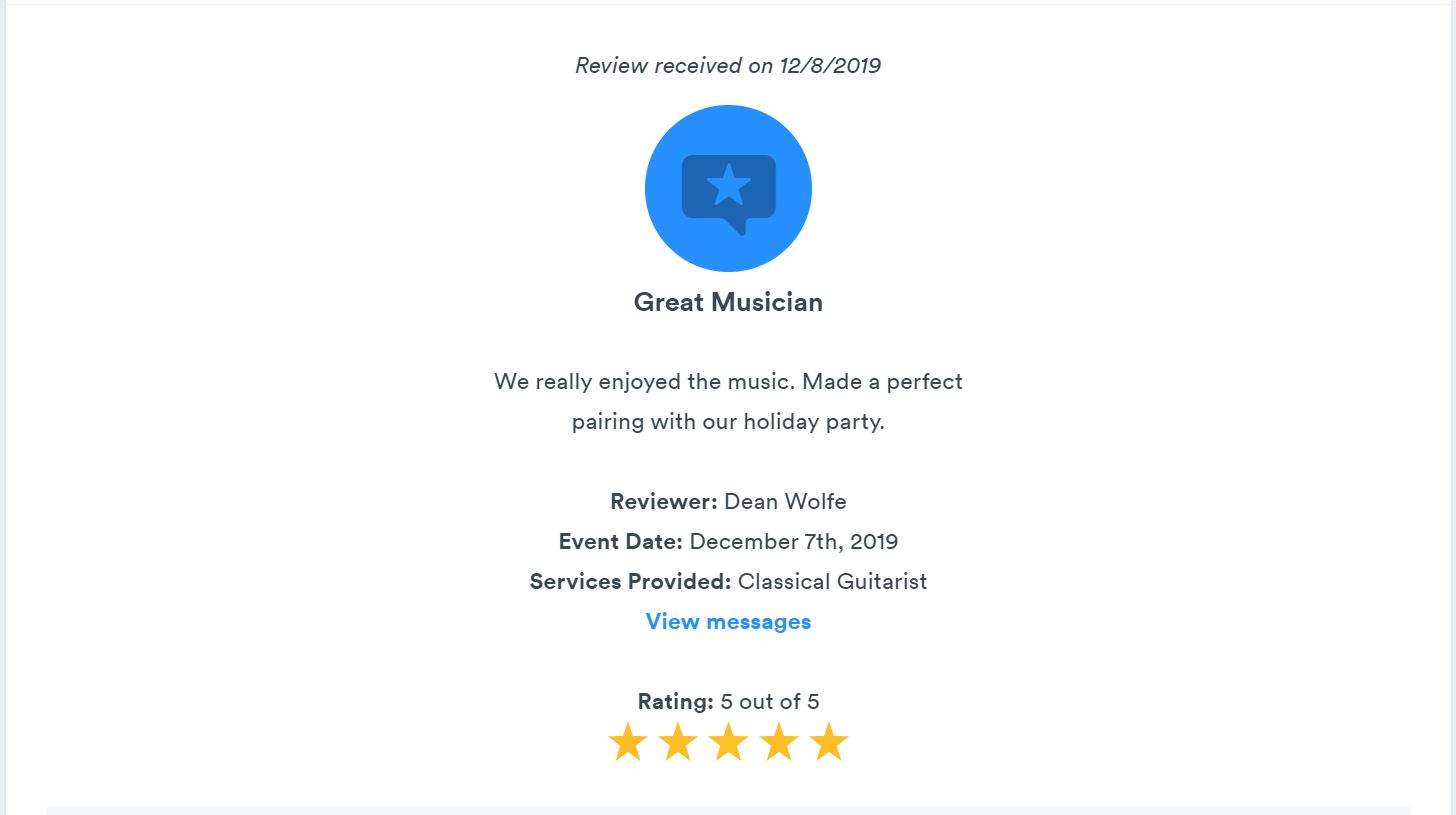 Review received on 12/8/2019
Great Musician
We really enjoyed the music. Made a perfect
pairing with our holiday party.
Reviewer: Dean Wolfe
Event Date: December 7th, 2019
Services Provided: Classical Guitarist
View messages
Rating: 5 out of 5